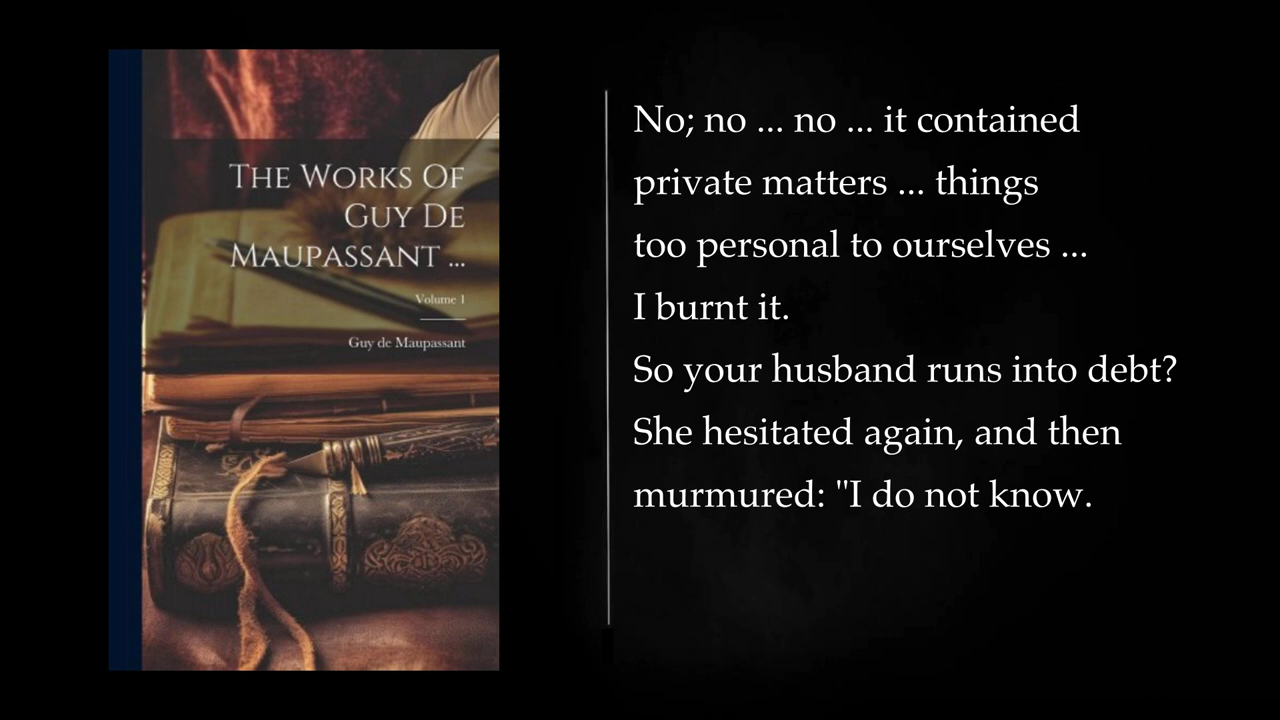 THE WORKS OF
GUY DE
MAUPASSANT ...
Volume 1
Guy de Maupassant
No; no ... no ... it contained
private matters ... things
too personal to ourselves ...
I burnt it.
So your husband runs into debt?
She hesitated again, and then
murmured: "I do not know.